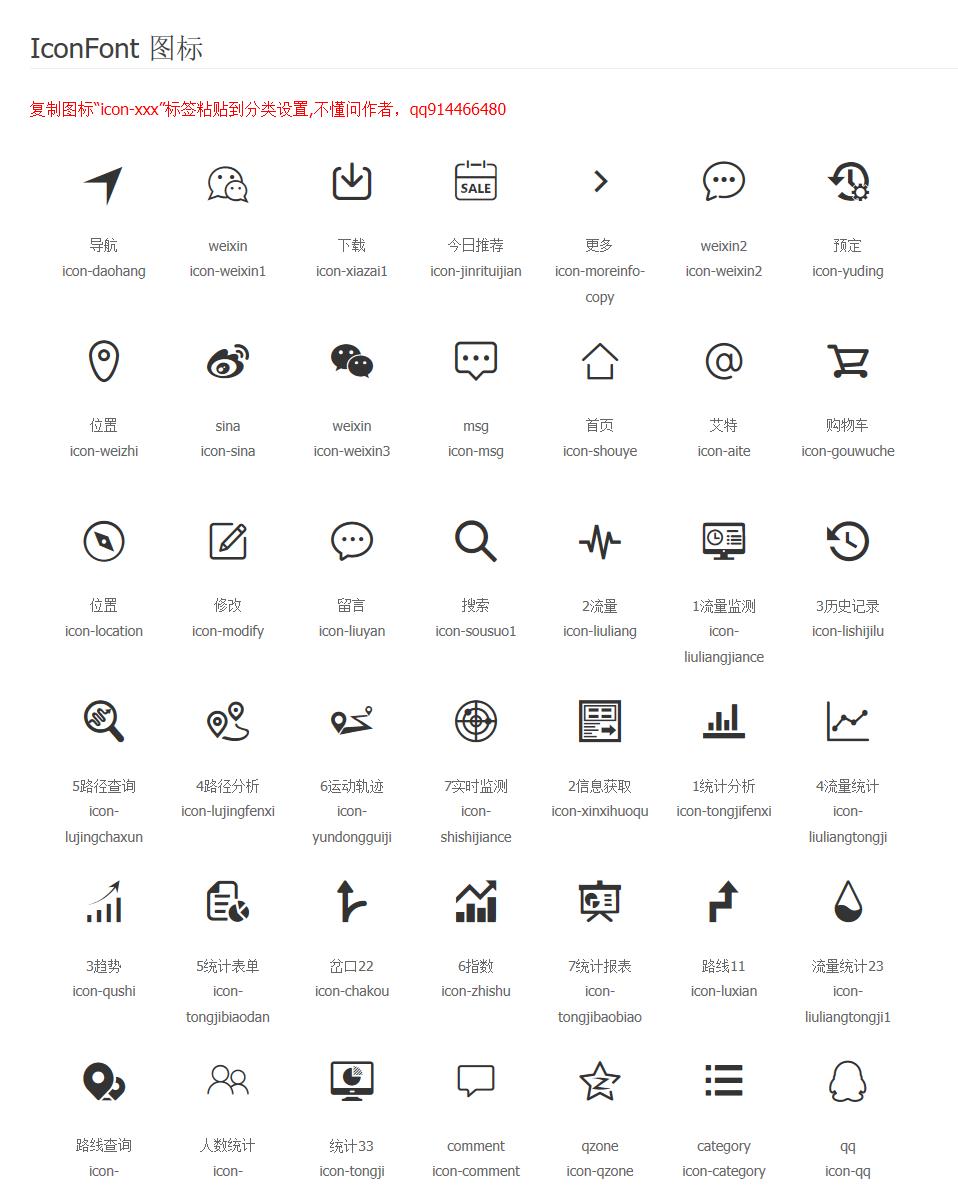 IconFont 图标
复制图标“icon-xxx”标签粘贴到分类设置,不懂问作者，qq914466480
SALE
导航 weixin 下载 今日推荐 更多 weixin2 预定
icon-daohang icon-weixin1 icon-xiazai1 icon-jinrituijian icon-moreinfo- icon-weixin2 icon-yuding
copy
位置 sina weixin msg 首页 艾特 购物车
icon-weizhi icon-sina icon-weixin3 icon-msg icon-shouye icon-aite icon-gouwuche
位置 修改 留言 搜索 2流量 1流量监测 3历史记录
icon-location icon-modify icon-liuyan icon-sousuo1 icon-liuliang icon- icon-lishijilu
liuliangjiance
5路径查询 4路径分析 6运动轨迹 7实时监测 2信息获取 1统计分析 4流量统计
icon- icon-lujingfenxi icon- icon- icon-xinxihuoqu icon-tongjifenxi icon-
lujingchaxun yundongguiji shishijiance liuliangtongji
3趋势 5统计表单 岔口22 6指数 7统计报表 路线11 流量统计23
icon-qushi icon- icon-chakou icon-zhishu icon- icon-luxian icon-
tongjibiaodan tongjibaobiao liuliangtongji1
路线查询 人数统计 统计33 comment qzone category qq
icon- icon- icon-tongji icon-comment icon-qzone icon-category icon-qq